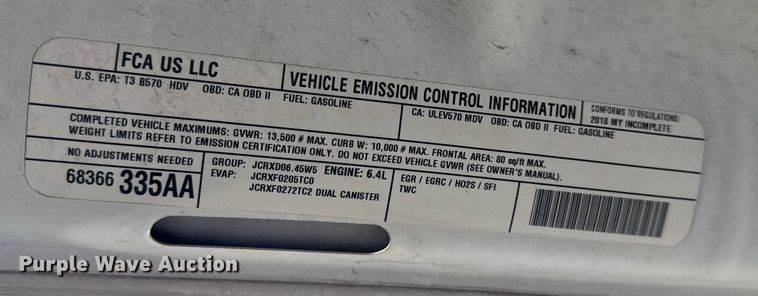 FCA US LLC
VEHICLE EMISSION CONTROL INFORMATION
CONFORMS TO REGULATIONS:
2018 MY INCOMPLETE
U.S. EPA: T3 B570 HDV OBD: CA OBD II FUEL: GASOLINE
CA: ULEV570 MDV OBD: CA OBD II FUEL: GASOLINE
COMPLETED VEHICLE MAXIMUMS: GVWR: 13,500 # MAX. CURB W: 10,000 # MAX. FRONTAL AREA: 80 sq/ft MAX.
WEIGHT LIMITS REFER TO EMISSION CERTIFICATION ONLY. DO NOT EXCEED VEHICLE GVWR (SEE OWNER'S MANUAL).
NO ADJUSTMENTS NEEDED
68366 335AA
GROUP: JCRXD06.45W5 ENGINE: 6.4L
EVAP: JCRXF0205TC0
JCRXF0272TC2 DUAL CANISTER
EGR / EGRC / HO2S / SFI
TWC
Purple Wave Auction